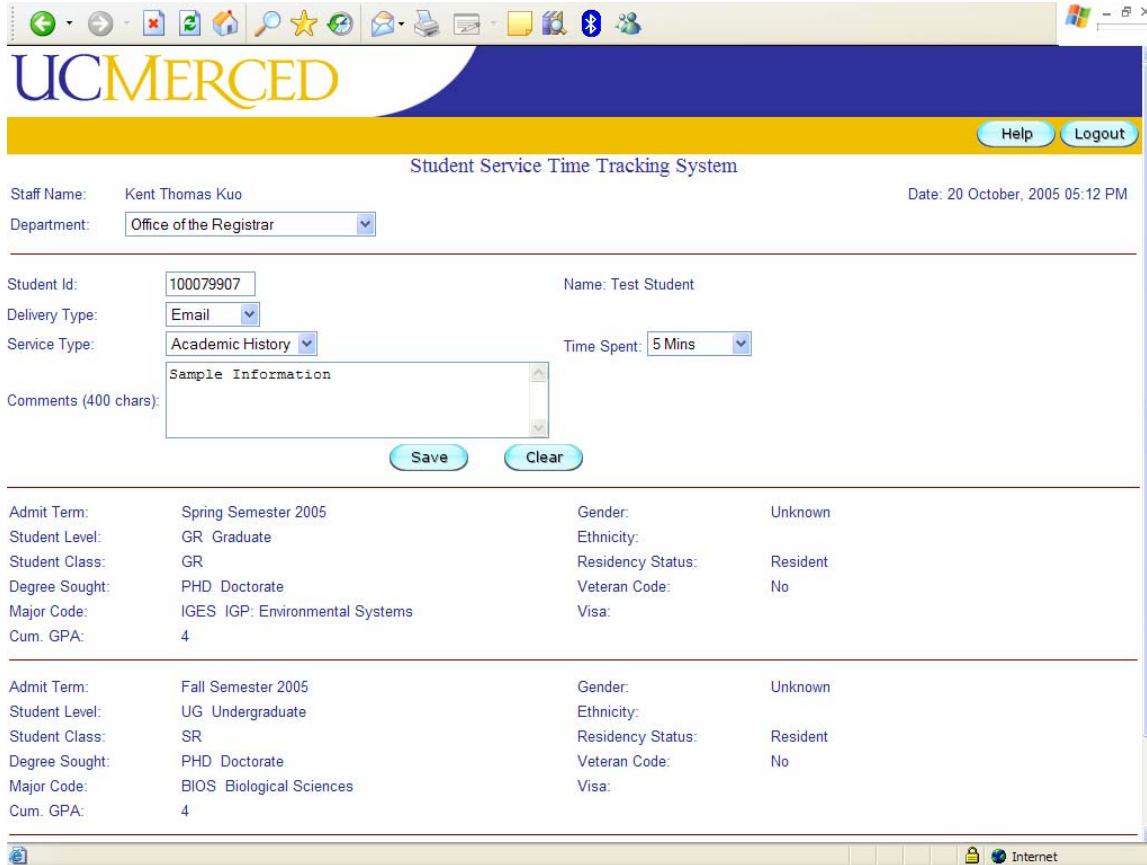 UCMERCED
Help Logout
Student Service Time Tracking System
Staff Name: Kent Thomas Kuo Date: 20 October, 2005 05:12 PM
Department: Office of the Registrar
Student Id: 100079907 Name: Test Student
Delivery Type: Email
Service Type: Academic History Time Spent: 5 Mins
Comments (400 chars): Sample Information
Save Clear
Admit Term: Spring Semester 2005 Gender: Unknown
Student Level: GR Graduate Ethnicity:
Student Class: GR Residency Status: Resident
Degree Sought: PHD Doctorate Veteran Code: No
Major Code: IGES IGP: Environmental Systems Visa:
Cum. GPA: 4
Admit Term: Fall Semester 2005 Gender: Unknown
Student Level: UG Undergraduate Ethnicity:
Student Class: SR Residency Status: Resident
Degree Sought: PHD Doctorate Veteran Code: No
Major Code: BIOS Biological Sciences Visa:
Cum. GPA: 4
Internet